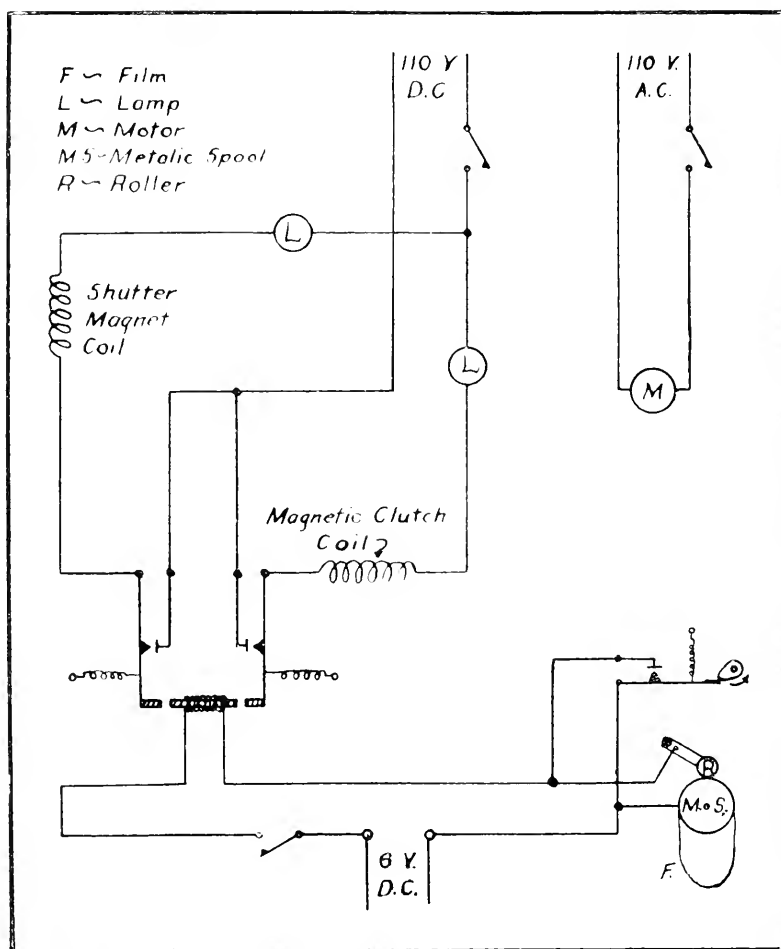 F ~ Film
L ~ Lamp
M ~ Motor
MS-Metalic Spool
R ~ Roller
110 V
D.C
110 V.
A.C.
L
Shutter
Magnet
Coil
L
M
Magnetic Clutch
Coil
R
M.S.
F.
6 V.
D.C.